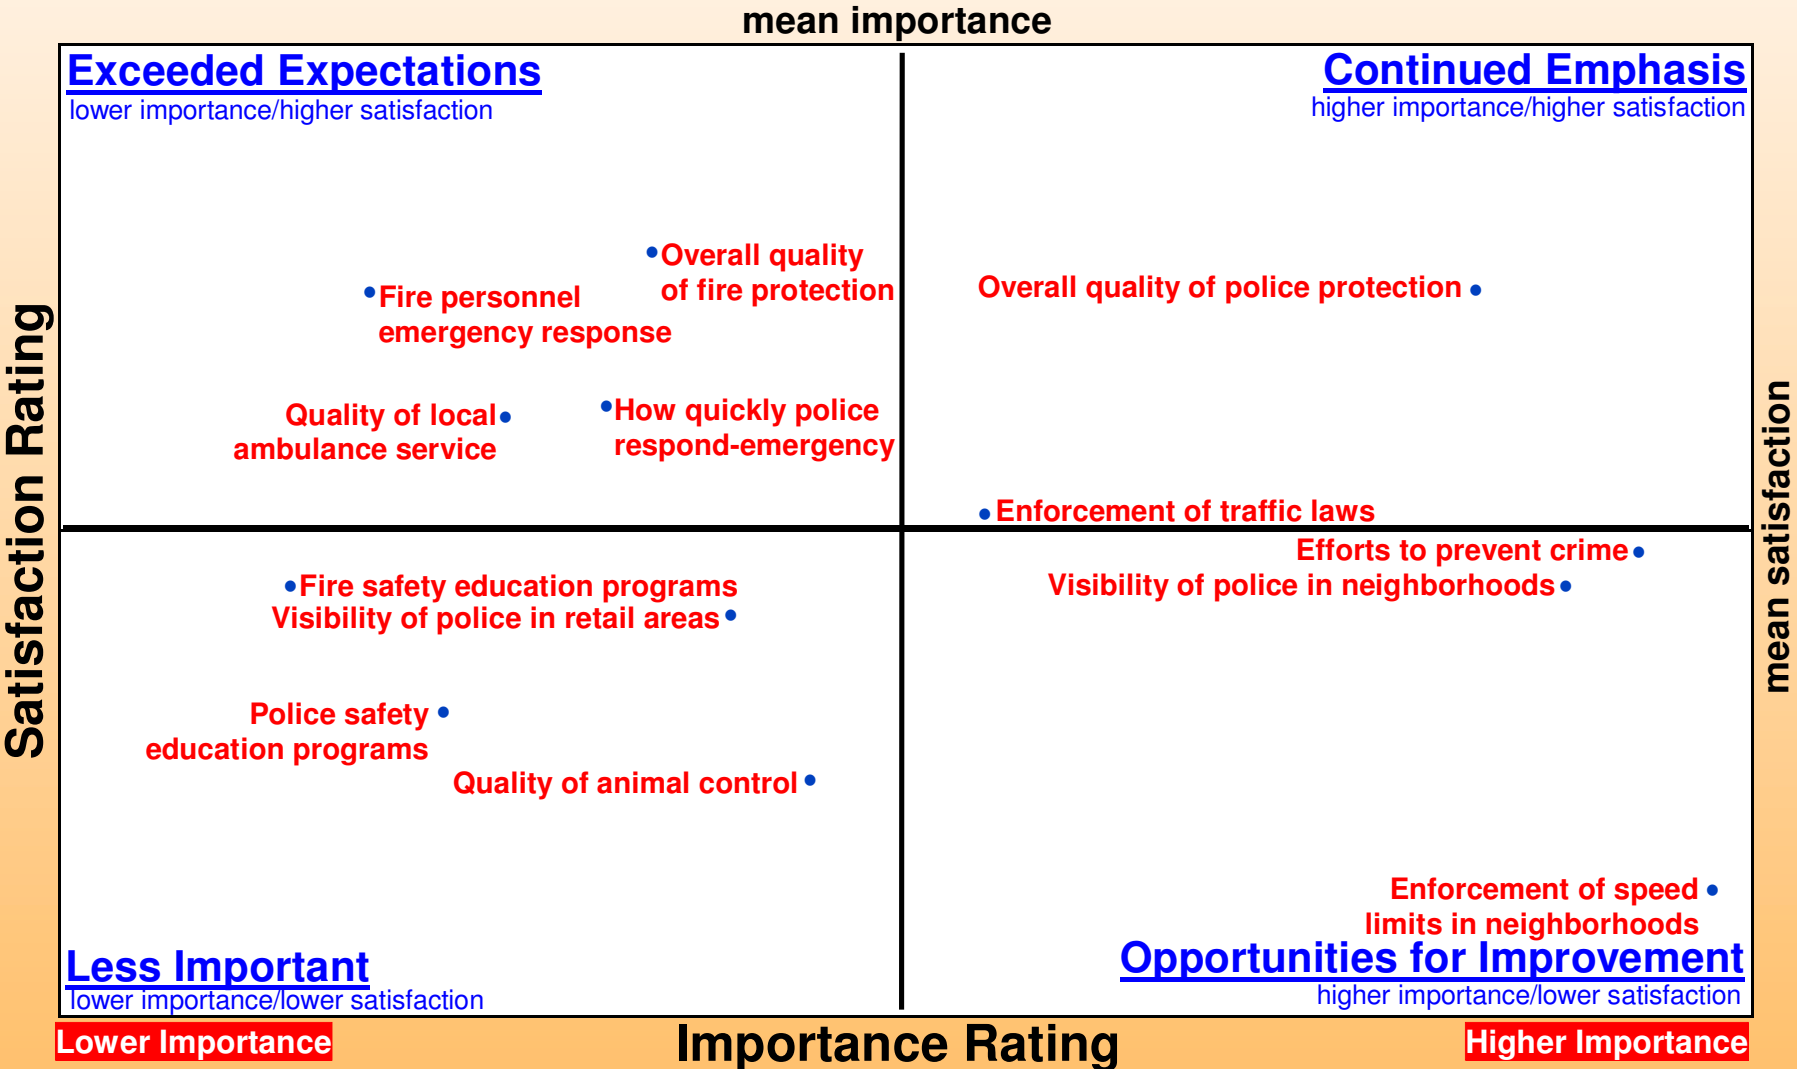 mean importance
Exceeded Expectations
lower importance/higher satisfaction
Continued Emphasis
higher importance/higher satisfaction
Overall quality
of fire protection
Fire personnel
emergency response
Overall quality of police protection
Quality of local
ambulance service
How quickly police
respond-emergency
Enforcement of traffic laws
Satisfaction Rating
mean satisfaction
Efforts to prevent crime
Visibility of police in neighborhoods
Fire safety education programs
Visibility of police in retail areas
Police safety
education programs
Quality of animal control
Enforcement of speed
limits in neighborhoods
Less Important
lower importance/lower satisfaction
Opportunities for Improvement
higher importance/lower satisfaction
Lower Importance
Importance Rating
Higher Importance